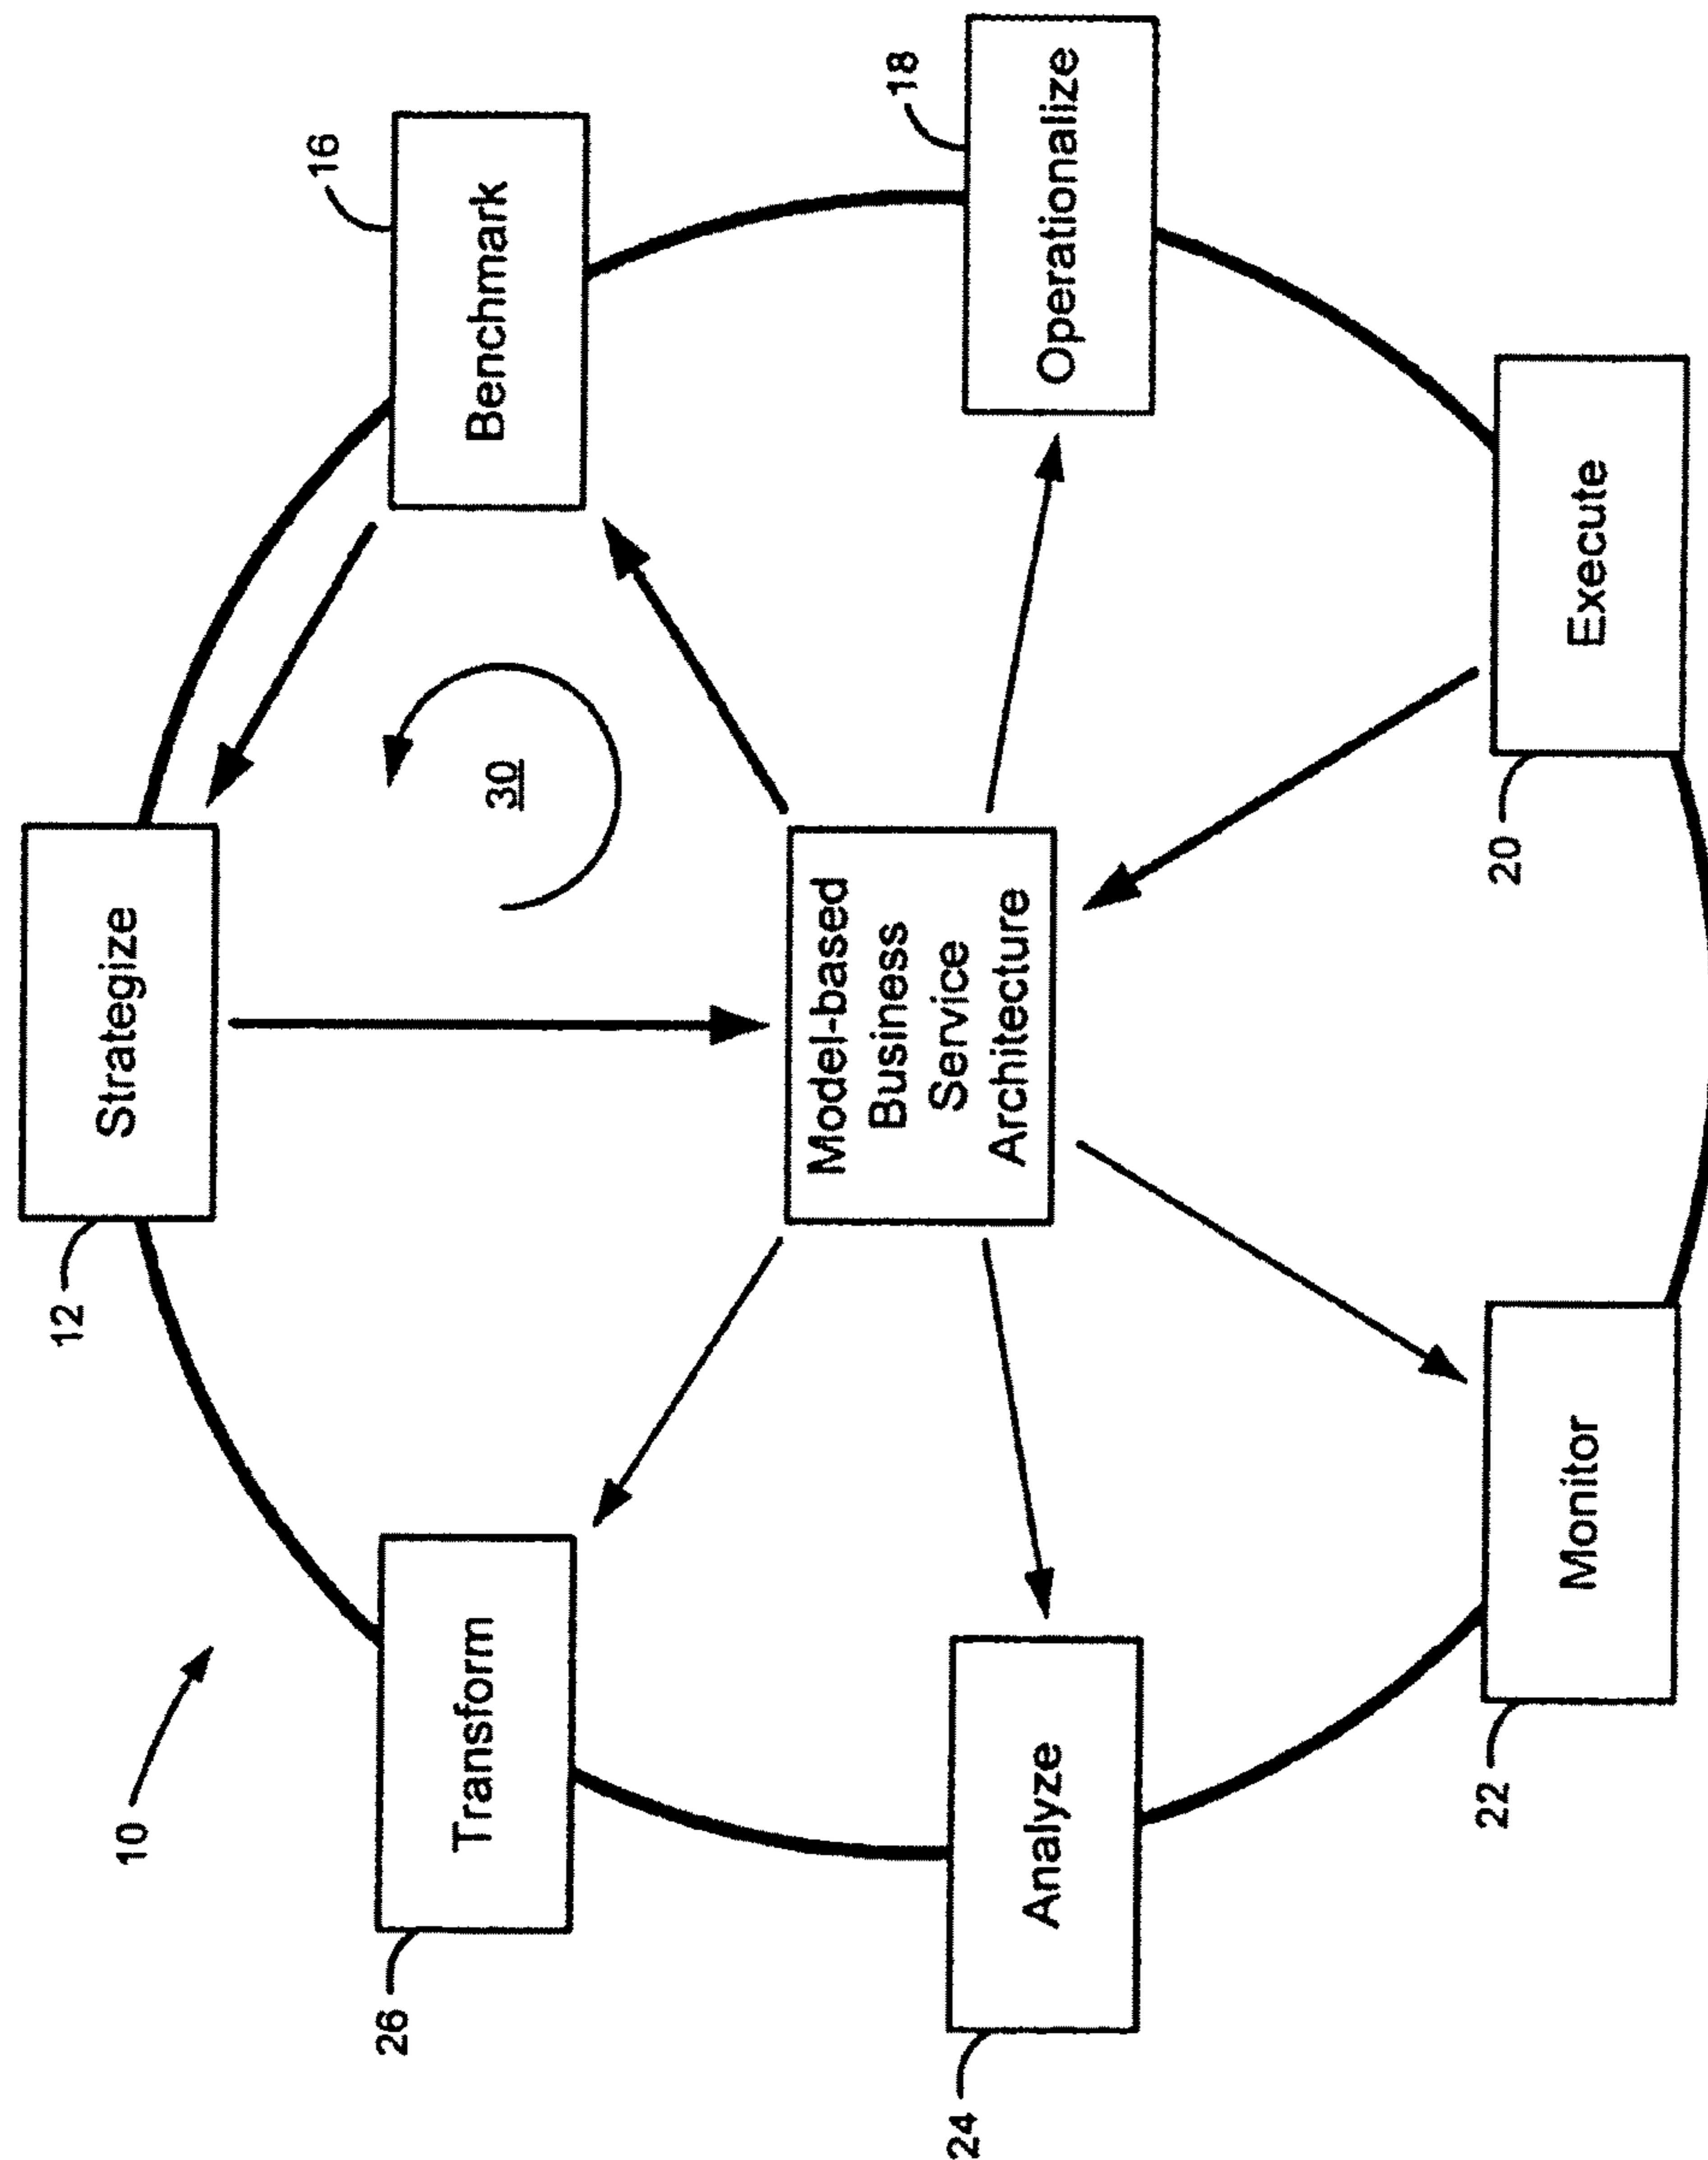 10
12
Strategize
16
Benchmark
18
Operationalize
30
Model-based
Business
Service
Architecture
20
Execute
22
Monitor
24
Analyze
26
Transform